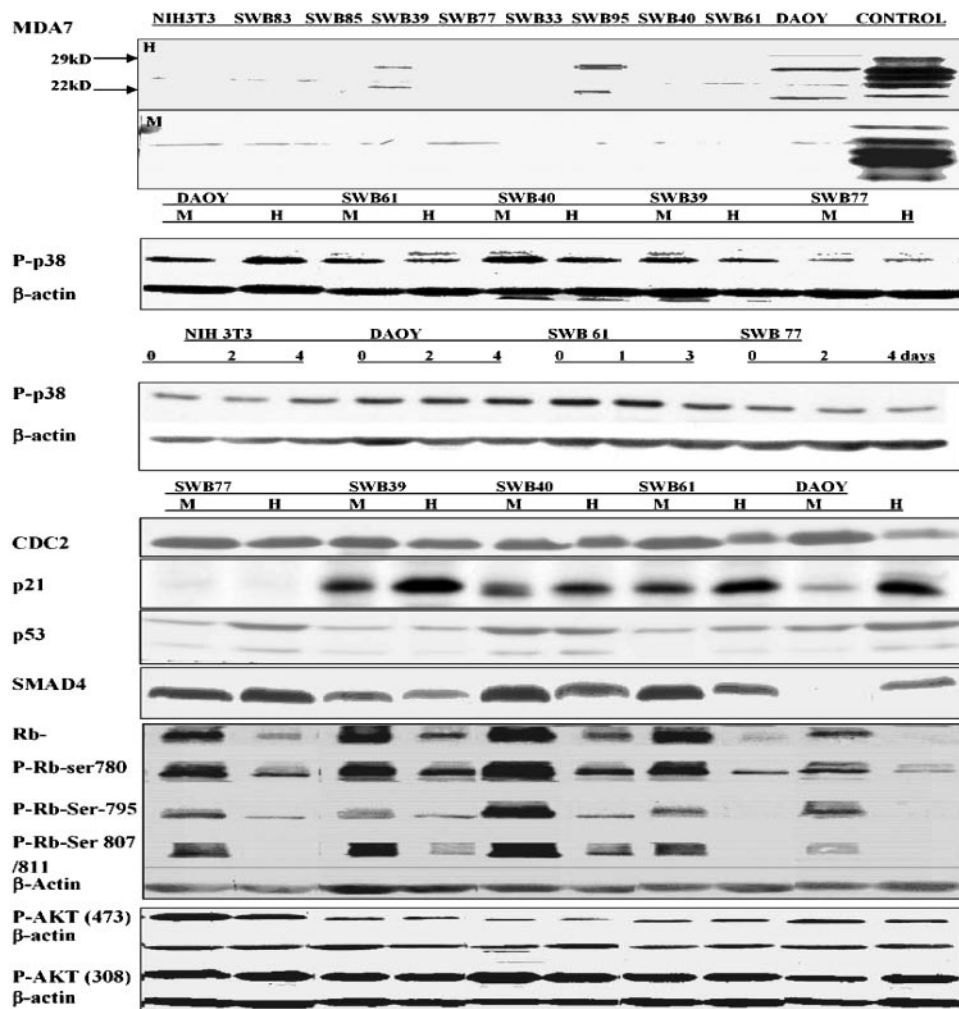 NIH3T3 SWB83 SWB85 SWB39 SWB77 SWB33 SWB95 SWB40 SWB61 DAOY CONTROL
MDA7
H
29kD
22kD
M
DAOY SWB61 SWB40 SWB39 SWB77
M H M H M H M H M H
P-p38
β-actin
NIH 3T3 DAOY SWB 61 SWB 77
0 2 4 0 2 4 0 1 3 0 2 4 days
P-p38
β-actin
SWB77 SWB39 SWB40 SWB61 DAOY
M H M H M H M H M H
CDC2
p21
p53
SMAD4
Rb-
P-Rb-ser780
P-Rb-Ser-795
P-Rb-Ser 807
/811
β-Actin
P-AKT (473)
β-actin
P-AKT (308)
β-actin